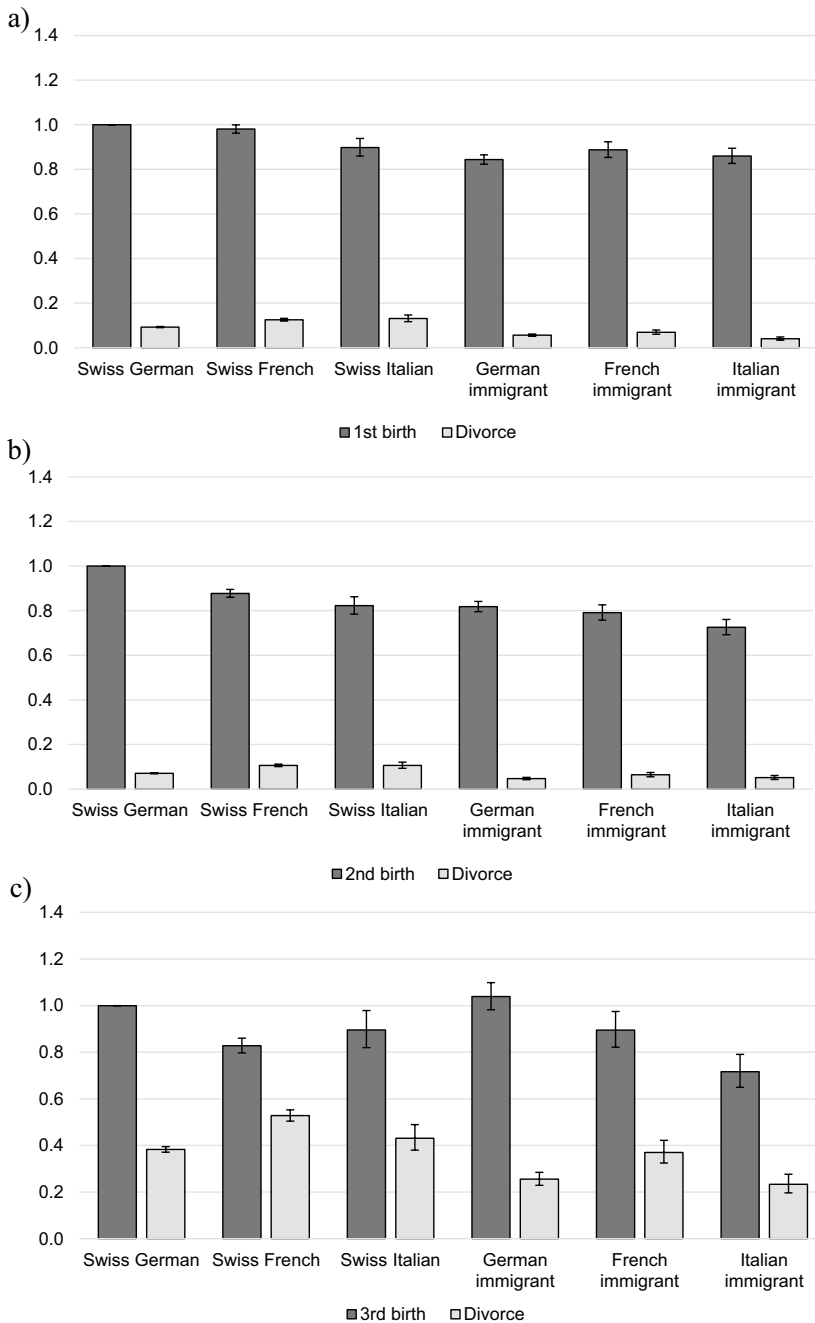 a)
1.4
1.2
1.0
0.8
0.6
0.4
0.2
0.0
Swiss German Swiss French Swiss Italian German immigrant French immigrant Italian immigrant
1st birth Divorce
b)
1.4
1.2
1.0
0.8
0.6
0.4
0.2
0.0
Swiss German Swiss French Swiss Italian German immigrant French immigrant Italian immigrant
2nd birth Divorce
c)
1.4
1.2
1.0
0.8
0.6
0.4
0.2
0.0
Swiss German Swiss French Swiss Italian German immigrant French immigrant Italian immigrant
3rd birth Divorce